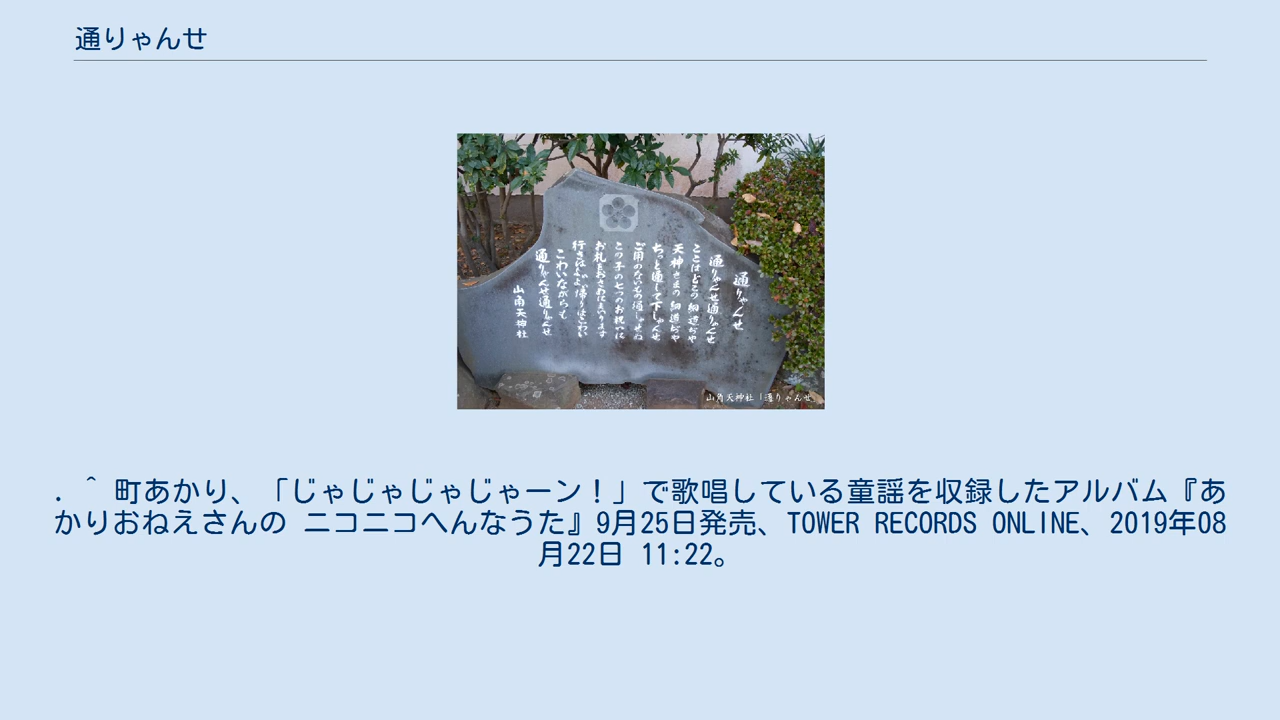 通りゃんせ
通りゃんせ
通りゃんせ通りゃんせ
ここはどこの細道ぢや
天神さまの細道ぢや
ちっと通して下しゃんせ
ご用のないもの通しゃせぬ
この子の七つのお祝いに
お札をおさめにまいります
行きはよい帰りはこわい
こわいながらも
通りゃんせ通りゃんせ
山角天神社
山角天神社「通りゃんせ」
. ^ 町あかり、「じゃじゃじゃじゃーン！」で歌唱している童謡を収録したアルバム『あ
かりおねえさんの ニコニコへんなうた』9月25日発売、TOWER RECORDS ONLINE、2019年08
月22日 11:22。